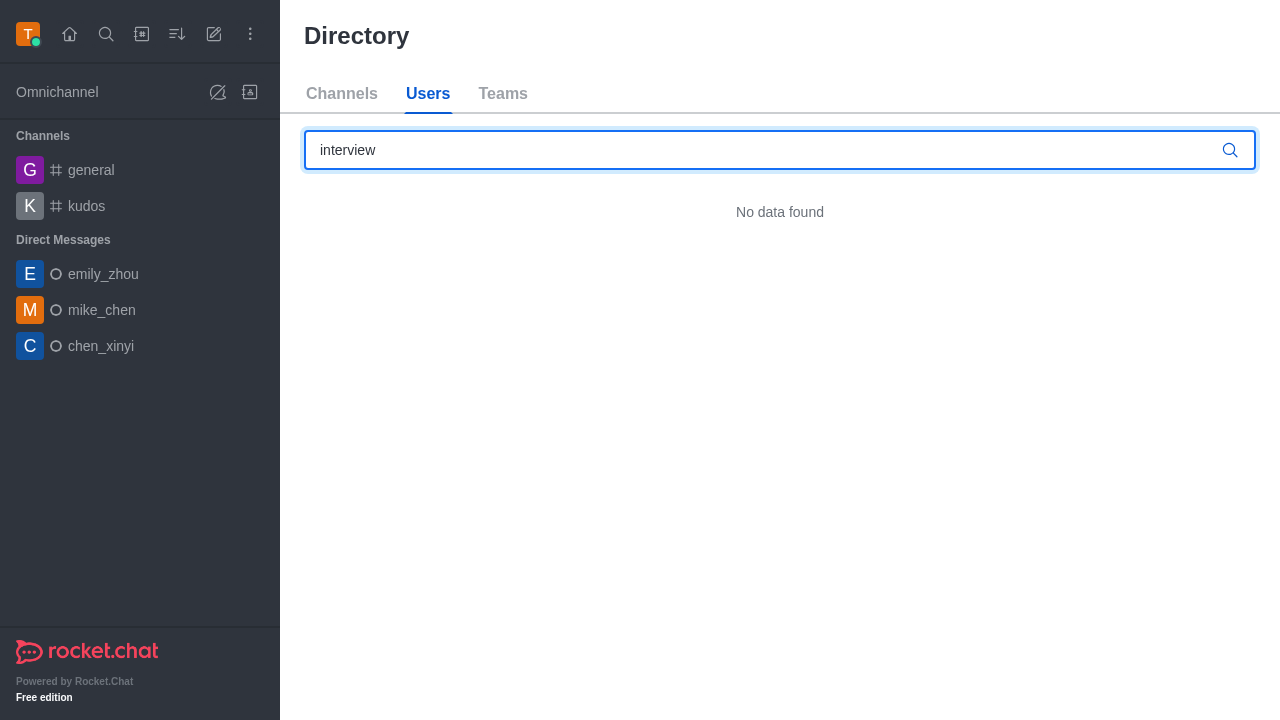 T
Directory
Channels Users Teams
Omnichannel
interview
No data found
Channels
G general
K kudos
Direct Messages
E emily_zhou
M mike_chen
C chen_xinyi
rocket.chat
Powered by Rocket.Chat
Free edition